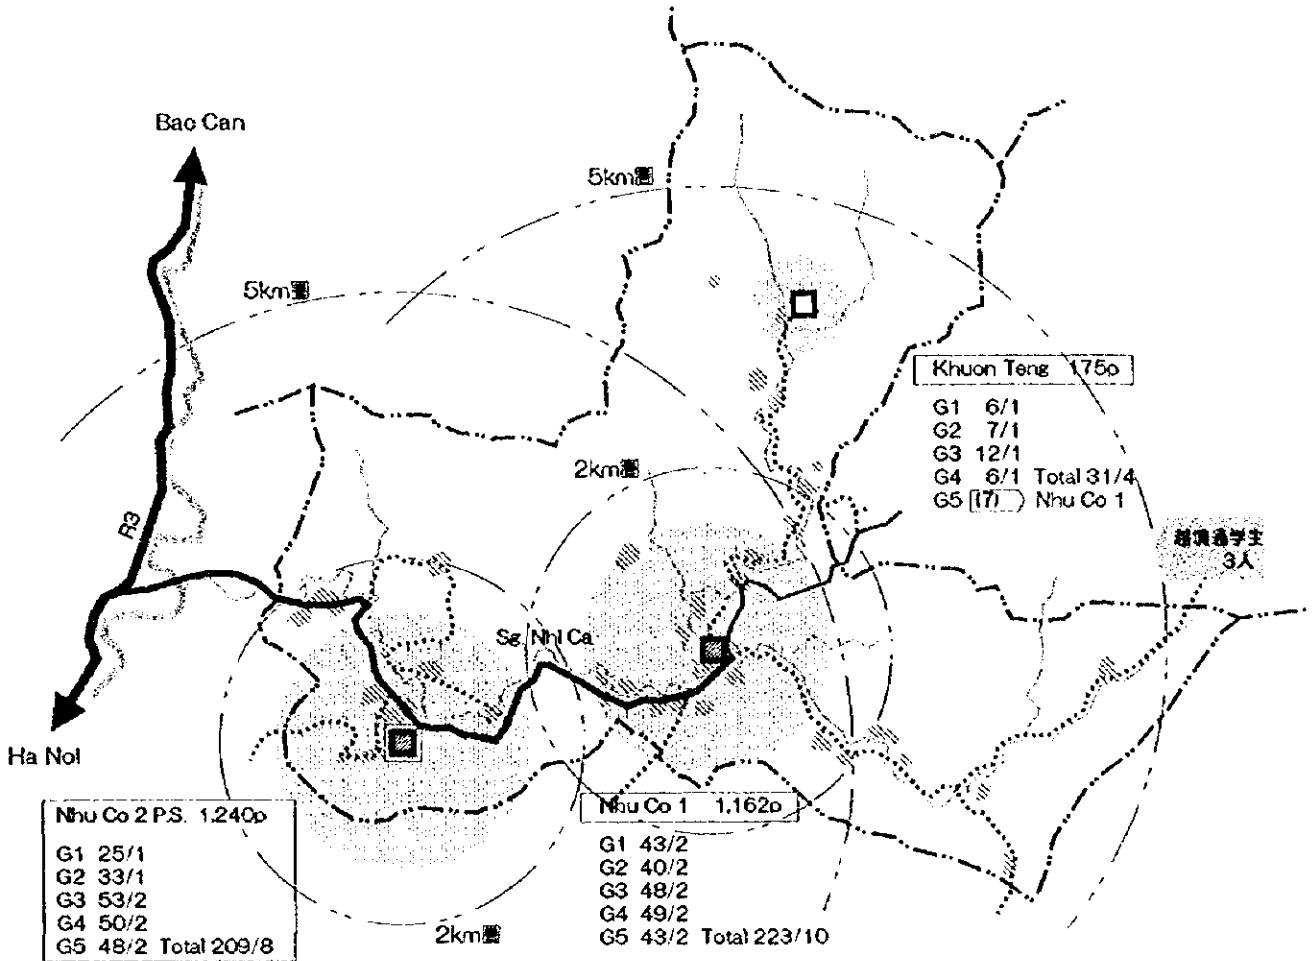 Bac Can
5km圏
5km圏
Khuon Teng 175p
G1 6/1
G2 7/1
G3 12/1
G4 6/1 Total 31/4
G5 (7) Nhu Co 1
2km圏
R3
越境通学生
3人
Sg. Nhi Ca
Ha Noi
Nhu Co 2 P.S. 1.240p
G1 25/1
G2 33/1
G3 53/2
G4 50/2
G5 48/2 Total 209/8
Nhu Co 1 1,162p
G1 43/2
G2 40/2
G3 48/2
G4 49/2
G5 43/2 Total 223/10
2km圏